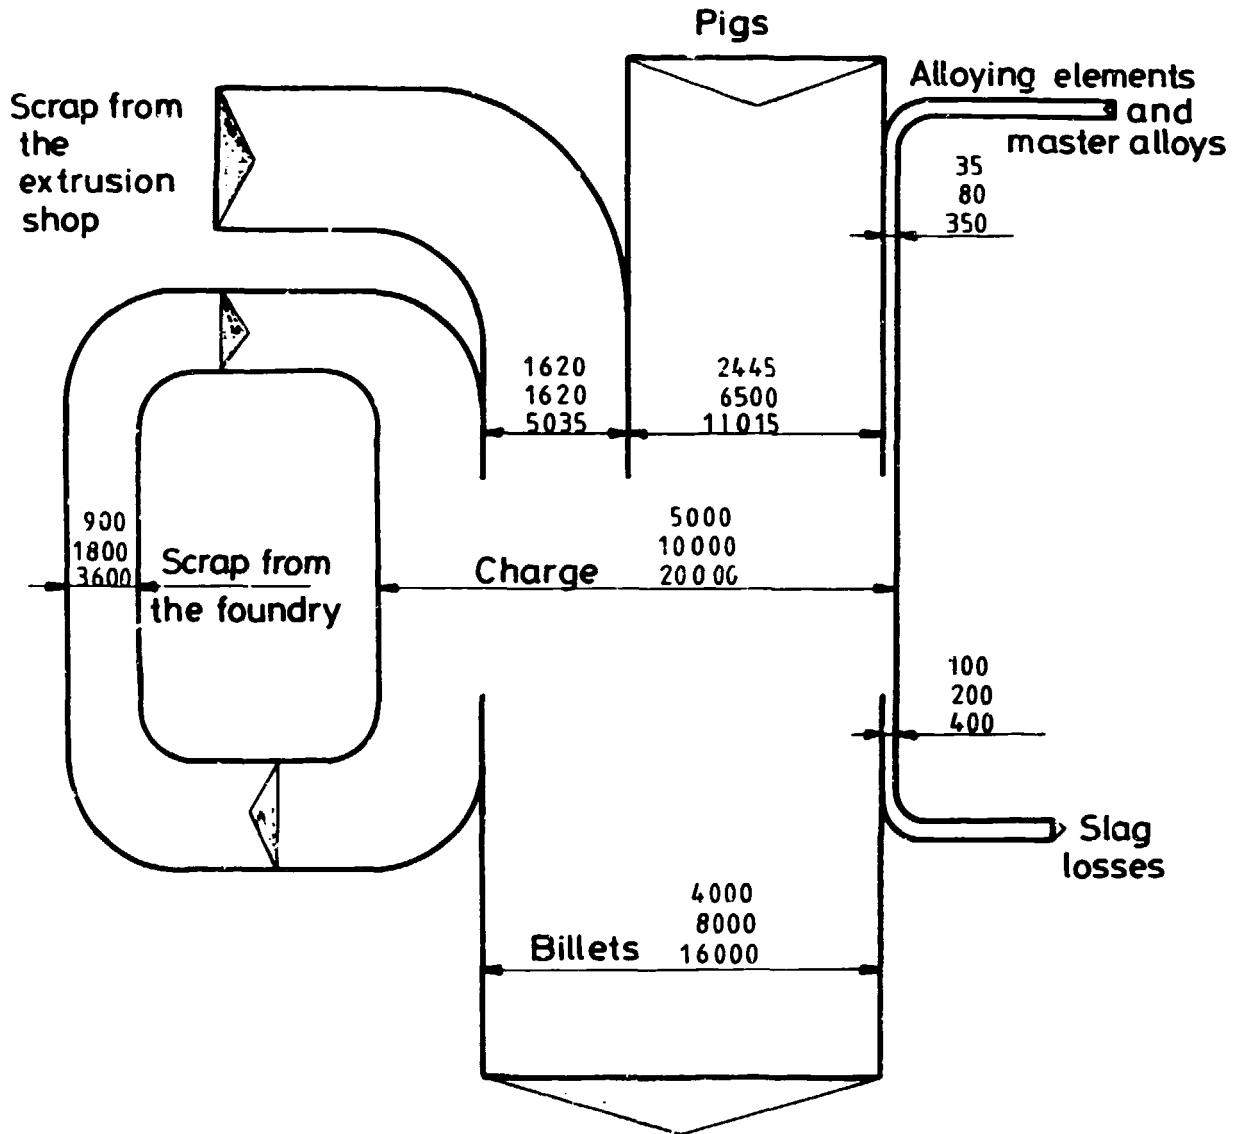 Pigs
Alloying elements
and
master alloys
35
80
350
Scrap from
the
extrusion
shop
1620
1620
5035
2445
6500
11015
900
1800
3600
Scrap from
the foundry
Charge
5000
10000
20000
100
200
400
Slag
losses
Billets
4000
8000
16000